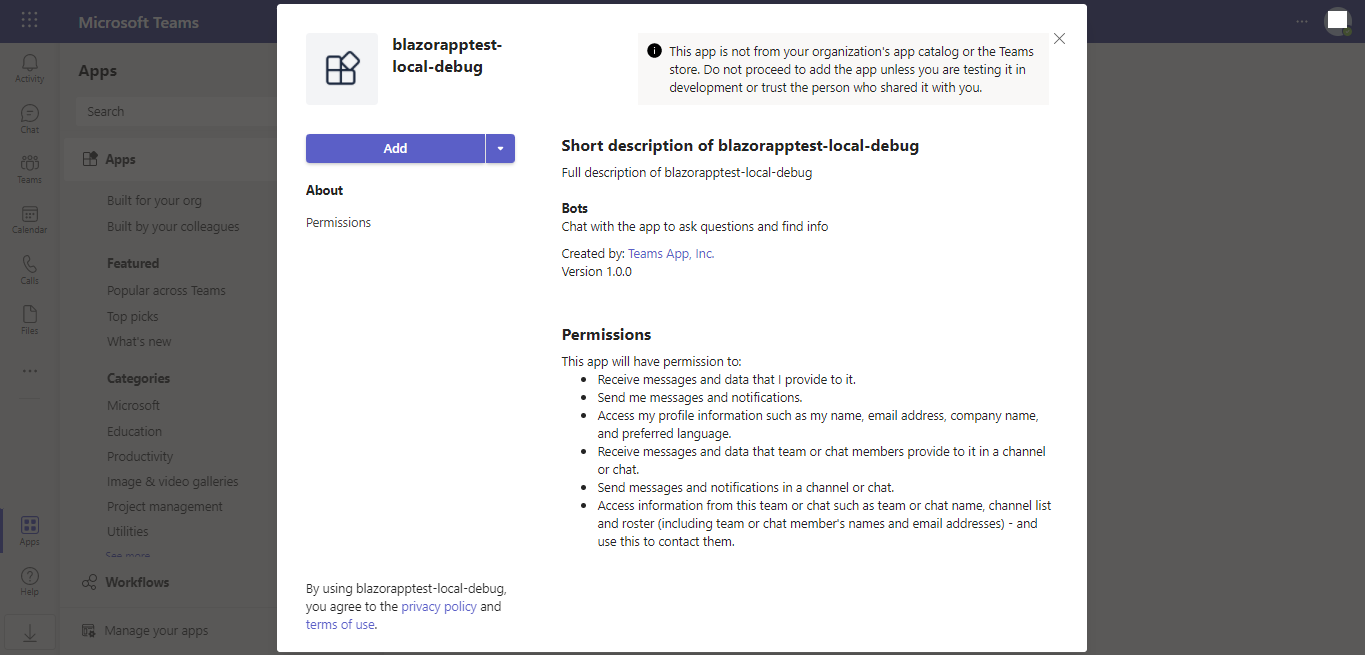 Microsoft Teams
Activity
Chat
Teams
Calendar
Calls
Files
Apps
Help
Apps
Search
Apps
Built for your org
Built by your colleagues
Featured
Popular across Teams
Top picks
What's new
Categories
Microsoft
Education
Productivity
Image & video galleries
Project management
Utilities
See more
Workflows
Manage your apps
blazorapptest-
local-debug
This app is not from your organization's app catalog or the Teams
store. Do not proceed to add the app unless you are testing it in
development or trust the person who shared it with you.
Add
About
Permissions
By using blazorapptest-local-debug,
you agree to the privacy policy and
terms of use.
Short description of blazorapptest-local-debug
Full description of blazorapptest-local-debug
Bots
Chat with the app to ask questions and find info
Created by: Teams App, Inc.
Version 1.0.0
Permissions
This app will have permission to:
• Receive messages and data that I provide to it.
• Send me messages and notifications.
• Access my profile information such as my name, email address, company name,
and preferred language.
• Receive messages and data that team or chat members provide to it in a channel
or chat.
• Send messages and notifications in a channel or chat.
• Access information from this team or chat such as team or chat name, channel list
and roster (including team or chat member's names and email addresses) - and
use this to contact them.